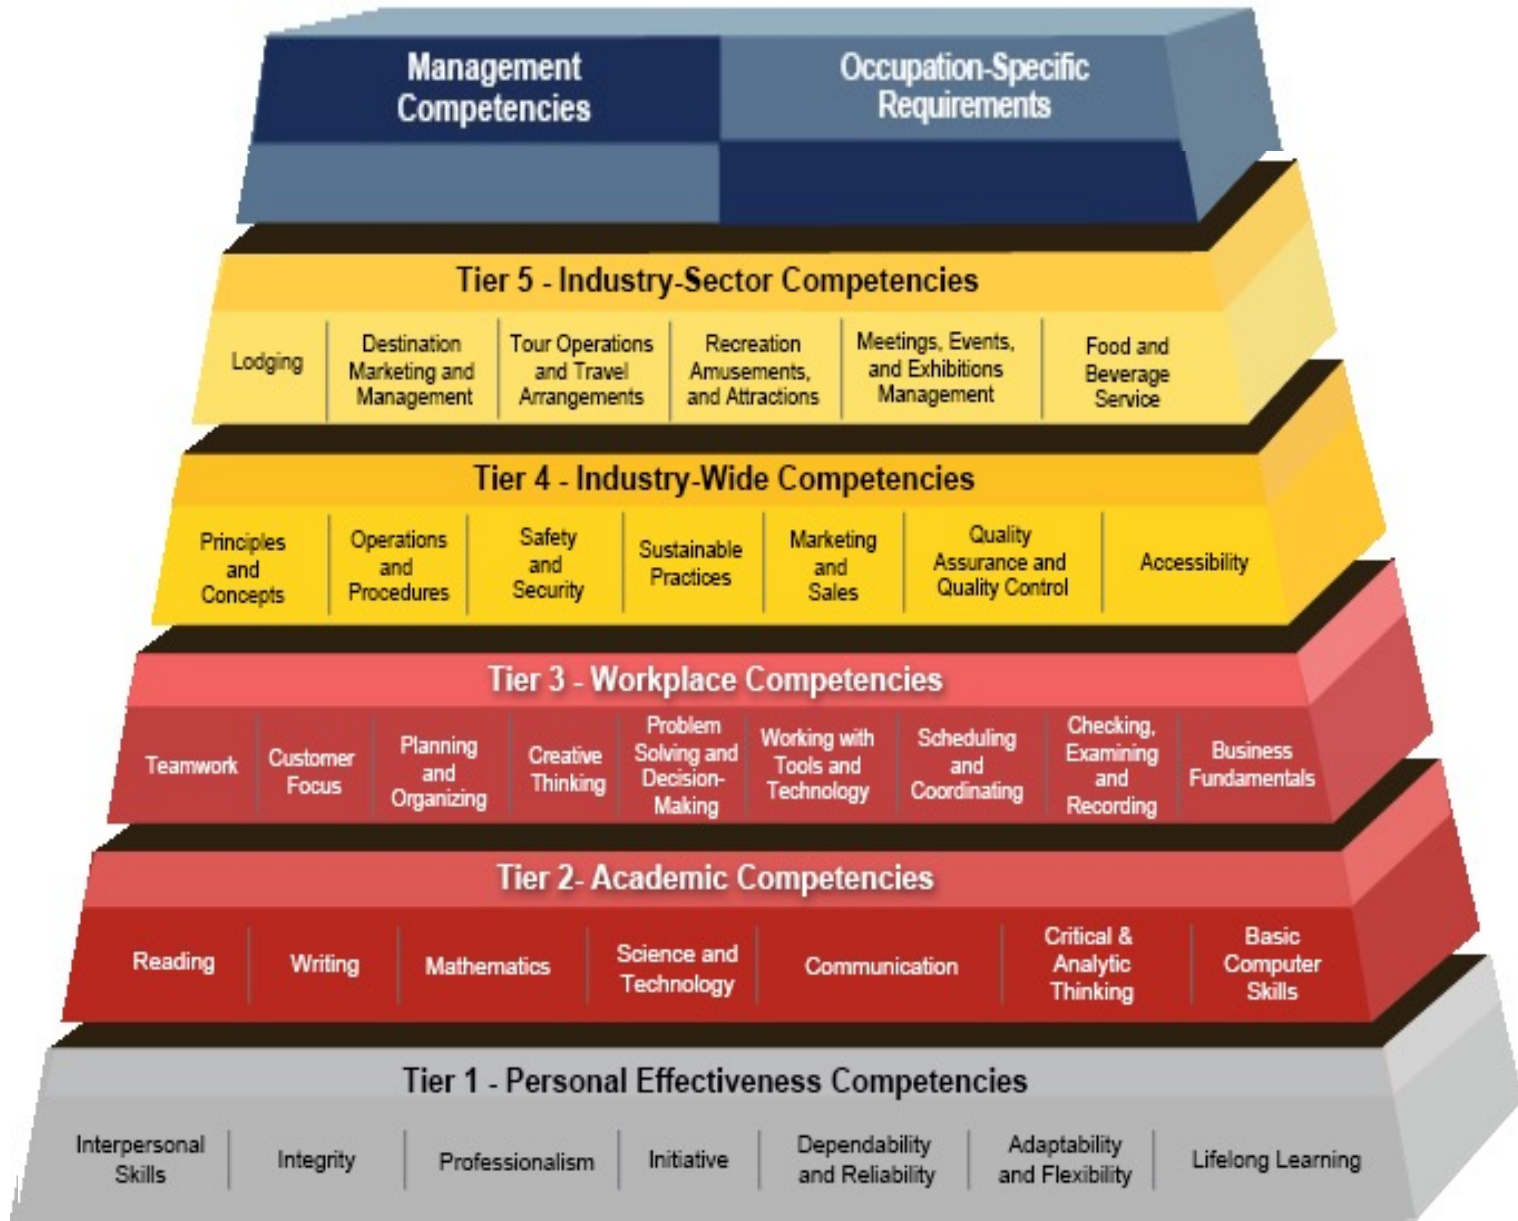 Management
Competencies
Occupation-Specific
Requirements
Tier 5 - Industry-Sector Competencies
Lodging
Destination
Marketing and
Management
Tour Operations
and Travel
Arrangements
Recreation
Amusements,
and Attractions
Meetings, Events,
and Exhibitions
Management
Food and
Beverage
Service
Tier 4 - Industry-Wide Competencies
Principles
and
Concepts
Operations
and
Procedures
Safety
and
Security
Sustainable
Practices
Marketing
and
Sales
Quality
Assurance and
Quality Control
Accessibility
Tier 3 - Workplace Competencies
Teamwork
Customer
Focus
Planning
and
Organizing
Creative
Thinking
Problem
Solving and
Decision-
Making
Working with
Tools and
Technology
Scheduling
and
Coordinating
Checking,
Examining
and
Recording
Business
Fundamentals
Tier 2- Academic Competencies
Reading
Writing
Mathematics
Science and
Technology
Communication
Critical &
Analytic
Thinking
Basic
Computer
Skills
Tier 1 - Personal Effectiveness Competencies
Interpersonal
Skills
Integrity
Professionalism
Initiative
Dependability
and Reliability
Adaptability
and Flexibility
Lifelong Learning